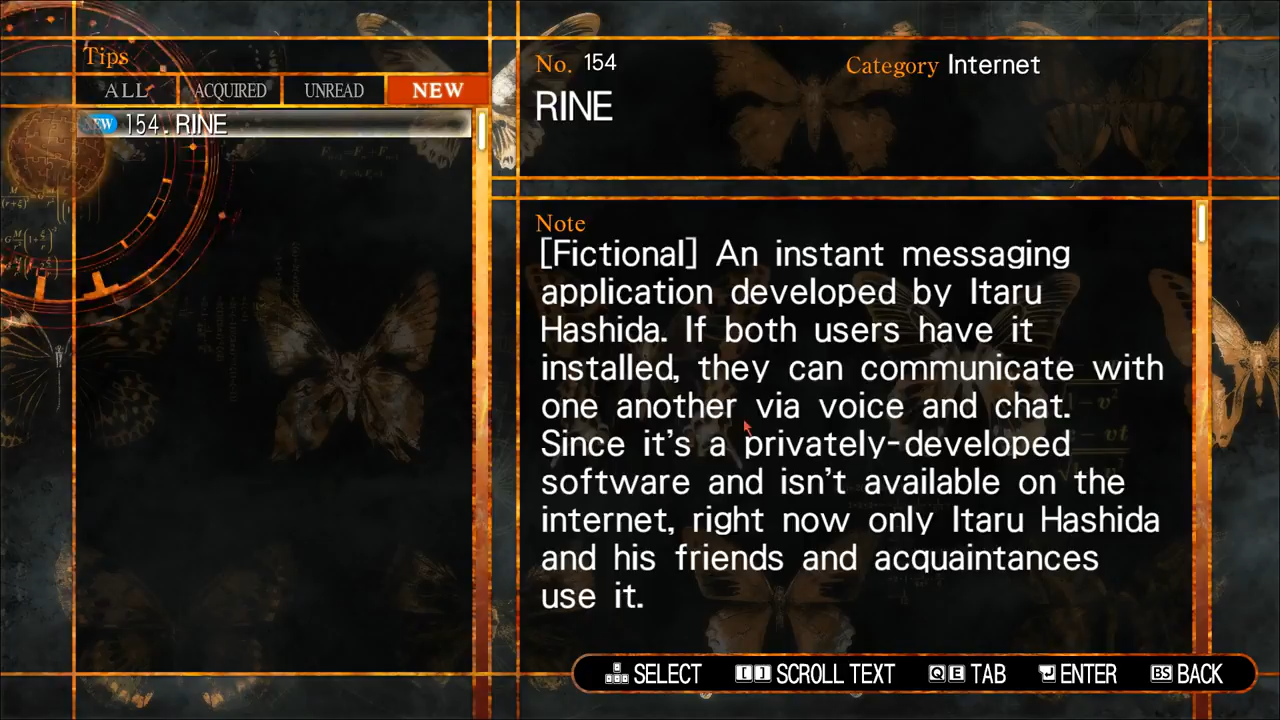 Tips
ALL ACQUIRED UNREAD NEW
NEW 154. RINE
No. 154
Category Internet
RINE
Note
[Fictional] An instant messaging
application developed by Itaru
Hashida. If both users have it
installed, they can communicate with
one another via voice and chat.
Since it's a privately-developed
software and isn't available on the
internet, right now only Itaru Hashida
and his friends and acquaintances
use it.
[ ] SCROLL TEXT
SELECT
Q E TAB
ENTER
BS BACK